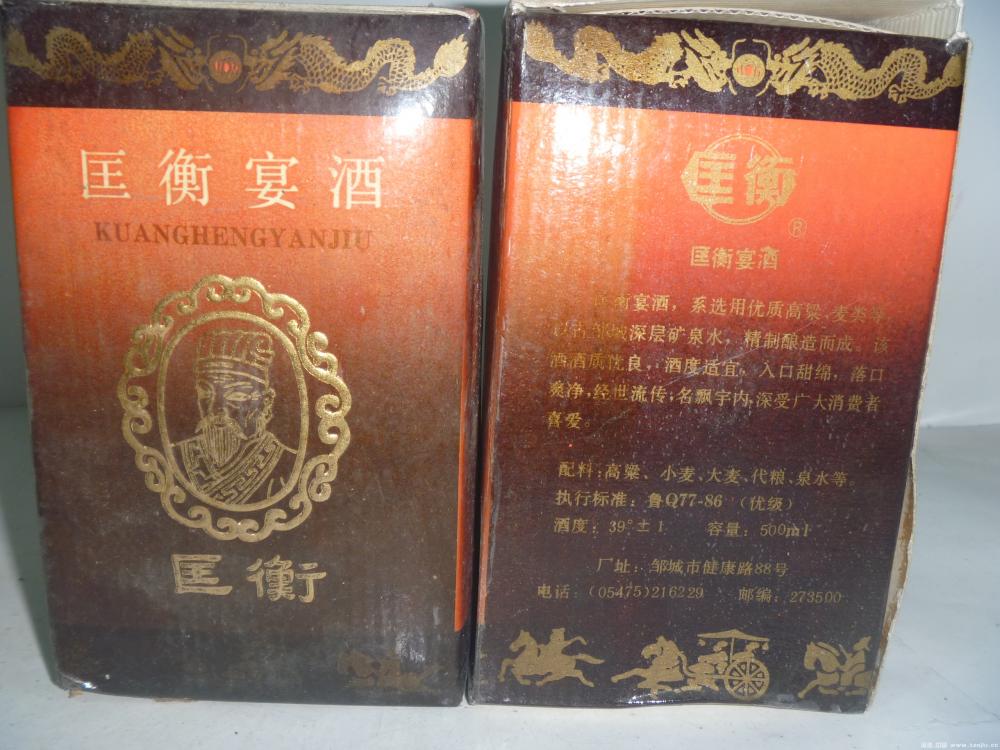 匡衡宴酒
KUANGHENGYANJIU
匡衡
匡衡
®
匡衡宴酒
匡衡宴酒，系选用优质高粱、麦类等，
以古邹城深层矿泉水，精制酿造而成。该
酒酒质优良，酒度适宜，入口甜绵，落口
爽净，经世流传，名飘宇内，深受广大消费者
喜爱。
配料：高粱、小麦、大麦、代粮、泉水等。
执行标准：鲁Q77-86（优级）
酒度：39°±1 容量：500ml
厂址：邹城市健康路88号
电话：（05475）216229 邮编：273500